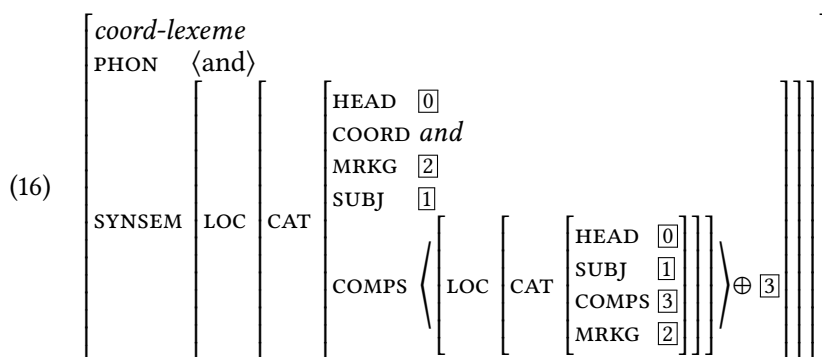 coord-lexeme
PHON ⟨and⟩
HEAD 0
COORD and
MRKG 2
(16) SYNSEM LOC CAT SUBJ 1
HEAD 0
SUBJ 1
COMPS ⟨ LOC CAT COMPS 3 ⟩ ⊕ 3
MRKG 2